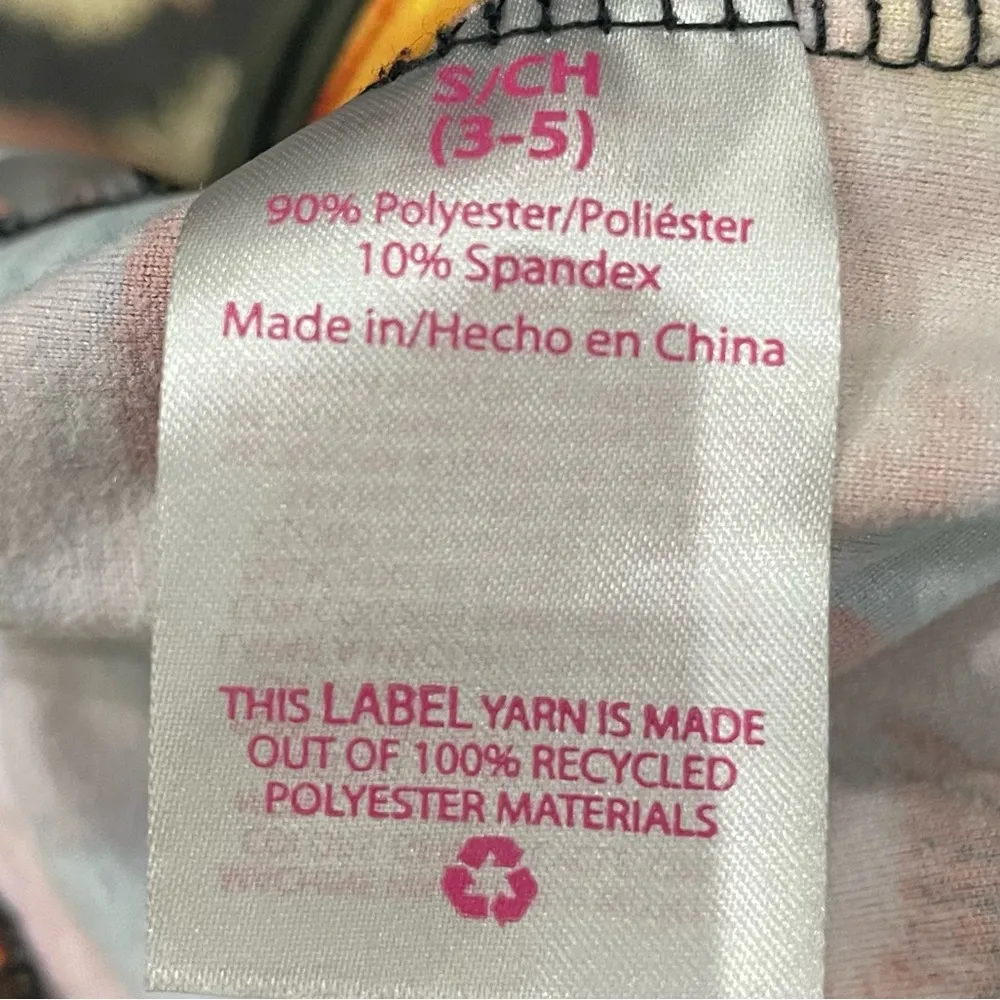 S/CH
(3-5)
90% Polyester/Poliéster
10% Spandex
Made in/Hecho en China
THIS LABEL YARN IS MADE
OUT OF 100% RECYCLED
POLYESTER MATERIALS